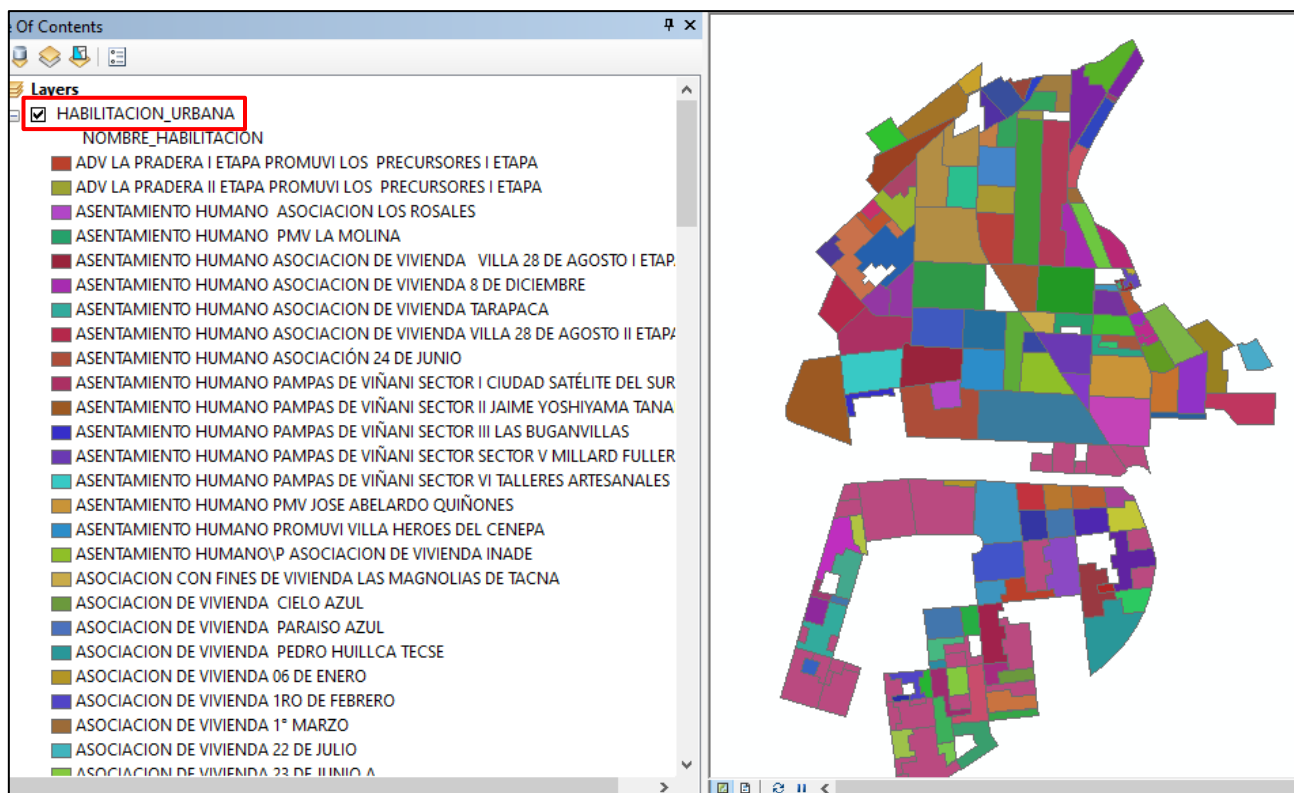 Of Contents
Layers
HABILITACION_URBANA
NOMBRE_HABILITACION
ADV LA PRADERA I ETAPA PROMUVI LOS  PRECURSORES I ETAPA
ADV LA PRADERA II ETAPA PROMUVI LOS  PRECURSORES I ETAPA
ASENTAMIENTO HUMANO  ASOCIACION LOS ROSALES
ASENTAMIENTO HUMANO  PMV LA MOLINA
ASENTAMIENTO HUMANO ASOCIACION DE VIVIENDA   VILLA 28 DE AGOSTO I ETAP
ASENTAMIENTO HUMANO ASOCIACION DE VIVIENDA 8 DE DICIEMBRE
ASENTAMIENTO HUMANO ASOCIACION DE VIVIENDA TARAPACA
ASENTAMIENTO HUMANO ASOCIACION DE VIVIENDA VILLA 28 DE AGOSTO II ETAPA
ASENTAMIENTO HUMANO ASOCIACIÓN 24 DE JUNIO
ASENTAMIENTO HUMANO PAMPAS DE VIÑANI SECTOR I CIUDAD SATÉLITE DEL SUR
ASENTAMIENTO HUMANO PAMPAS DE VIÑANI SECTOR II JAIME YOSHIYAMA TANA
ASENTAMIENTO HUMANO PAMPAS DE VIÑANI SECTOR III LAS BUGANVILLAS
ASENTAMIENTO HUMANO PAMPAS DE VIÑANI SECTOR SECTOR V MILLARD FULLER
ASENTAMIENTO HUMANO PAMPAS DE VIÑANI SECTOR VI TALLERES ARTESANALES
ASENTAMIENTO HUMANO PMV JOSE ABELARDO QUIÑONES
ASENTAMIENTO HUMANO PROMUVI VILLA HEROES DEL CENEPA
ASENTAMIENTO HUMANO\P ASOCIACION DE VIVIENDA INADE
ASOCIACION CON FINES DE VIVIENDA LAS MAGNOLIAS DE TACNA
ASOCIACION DE VIVIENDA  CIELO AZUL
ASOCIACION DE VIVIENDA  PARAISO AZUL
ASOCIACION DE VIVIENDA  PEDRO HUILLCA TECSE
ASOCIACION DE VIVIENDA 06 DE ENERO
ASOCIACION DE VIVIENDA 1RO DE FEBRERO
ASOCIACION DE VIVIENDA 1° MARZO
ASOCIACION DE VIVIENDA 22 DE JULIO
ASOCIACION DE VIVIENDA 23 DE JUNIO A